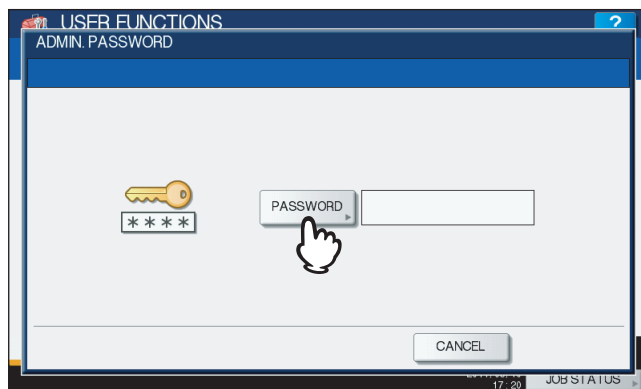 USER FUNCTIONS
?
ADMIN. PASSWORD
****
PASSWORD
CANCEL
17:20
JOB STATUS